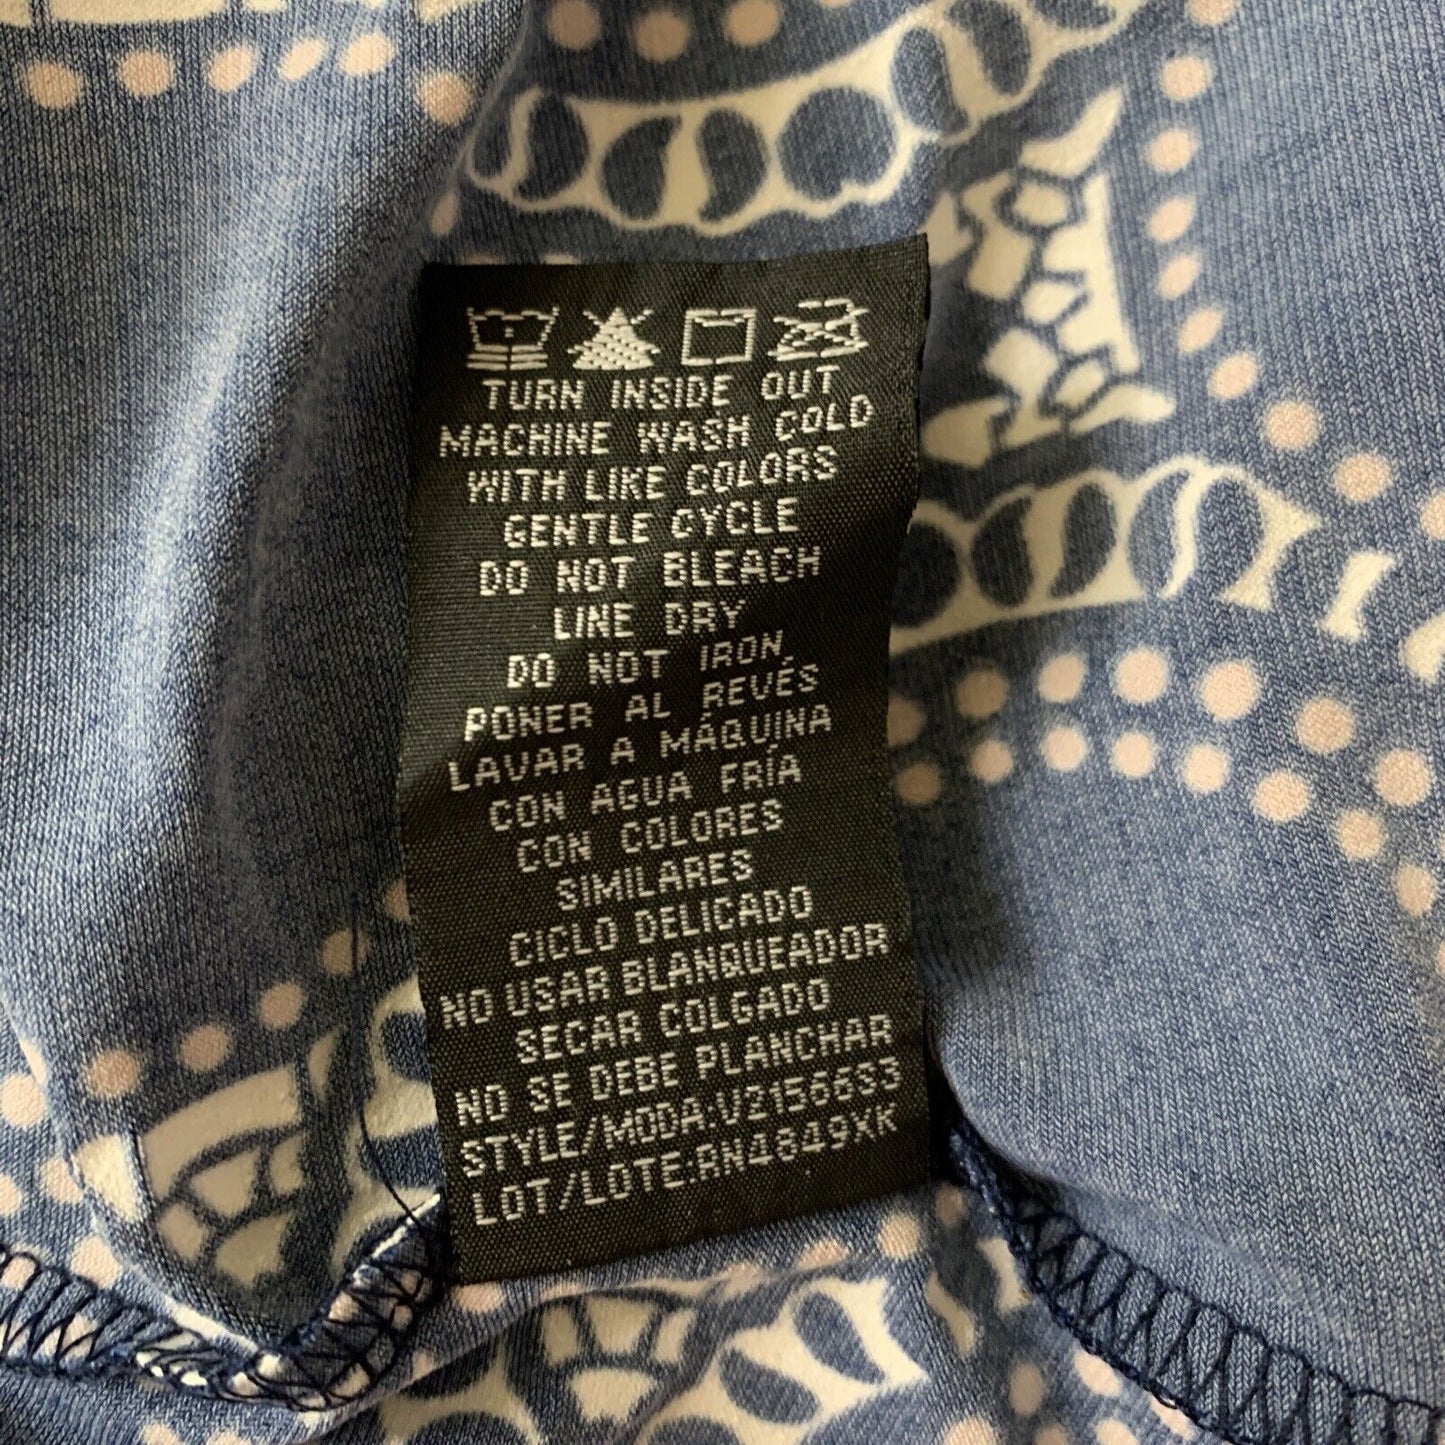 TURN INSIDE OUT
MACHINE WASH COLD
WITH LIKE COLORS
GENTLE CYCLE
DO NOT BLEACH
LINE DRY
DO NOT IRON
PONER AL REVÉS
LAVAR A MÁQUINA
CON AGUA FRÍA
CON COLORES
SIMILARES
CICLO DELICADO
NO USAR BLANQUEADOR
SECAR COLGADO
NO SE DEBE PLANCHAR
STYLE/MODA:V21566S3
LOT/LOTE:RN4849XK